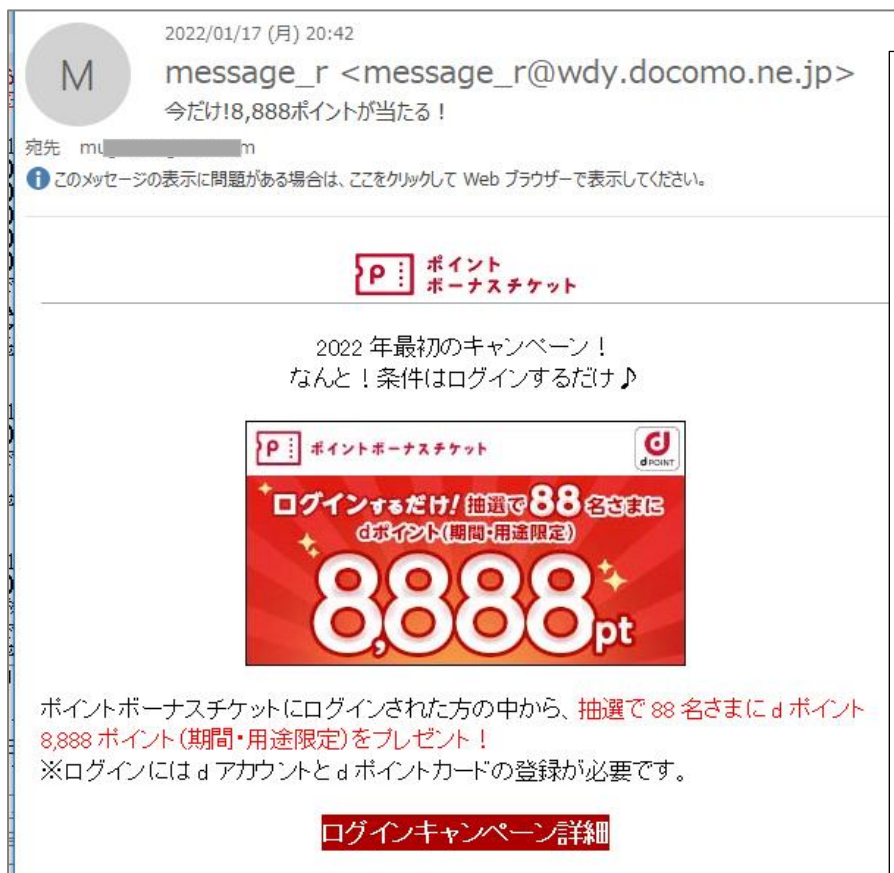 2022/01/17 (月) 20:42
M
message_r <message_r@wdy.docomo.ne.jp>
今だけ!8,888ポイントが当たる！
宛先 mu m
このメッセージの表示に問題がある場合は、ここをクリックして Web ブラウザーで表示してください。
P ポイント
ボーナスチケット
2022 年最初のキャンペーン！
なんと！条件はログインするだけ♪
P ポイントボーナスチケット
d POINT
ログインするだけ! 抽選で88名さまに
dポイント(期間・用途限定)
8,888pt
ポイントボーナスチケットにログインされた方の中から、抽選で 88 名さまに d ポイント
8,888 ポイント(期間・用途限定)をプレゼント！
※ログインには d アカウントと d ポイントカードの登録が必要です。
ログインキャンペーン詳細